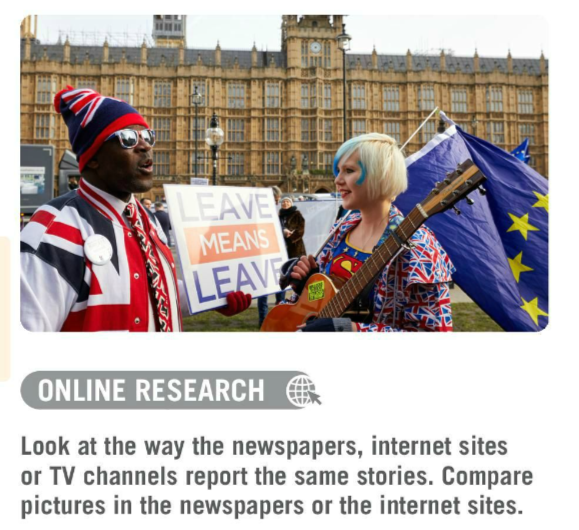 LEAVE
MEANS
LEAVE
ONLINE RESEARCH
Look at the way the newspapers, internet sites
or TV channels report the same stories. Compare
pictures in the newspapers or the internet sites.